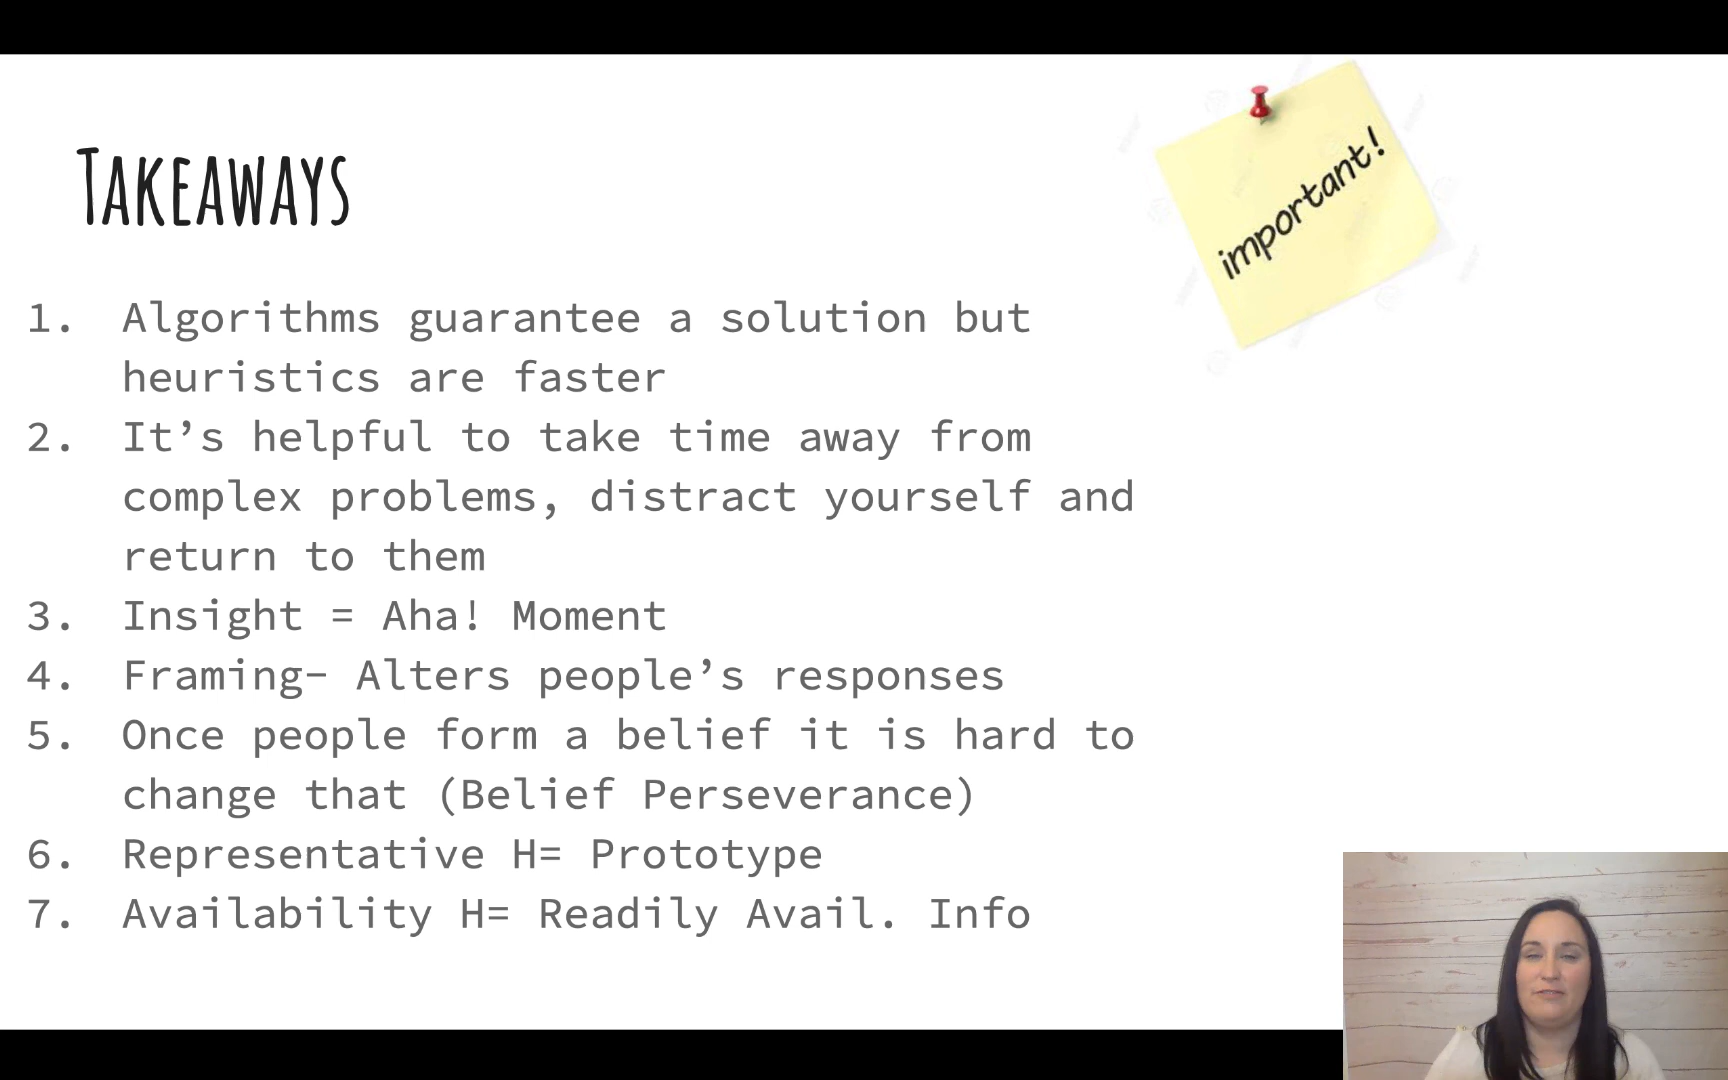 Takeaways
important!
1. Algorithms guarantee a solution but
heuristics are faster
2. It’s helpful to take time away from
complex problems, distract yourself and
return to them
3. Insight = Aha! Moment
4. Framing- Alters people’s responses
5. Once people form a belief it is hard to
change that (Belief Perseverance)
6. Representative H= Prototype
7. Availability H= Readily Avail. Info